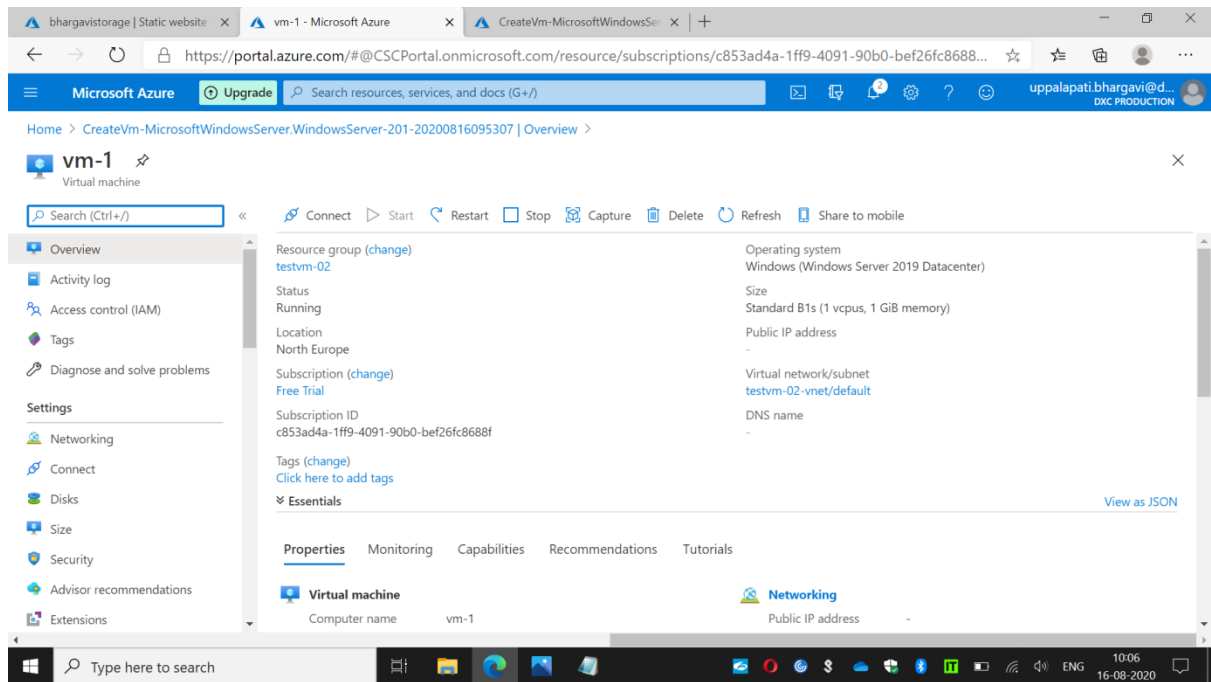 bhargavistorage | Static website
vm-1 - Microsoft Azure
CreateVm-MicrosoftWindowsSer
https://portal.azure.com/#@CSCPortal.onmicrosoft.com/resource/subscriptions/c853ad4a-1ff9-4091-90b0-bef26fc8688...
Microsoft Azure
Upgrade
Search resources, services, and docs (G+/)
2
uppalapati.bhargavi@d...
DXC PRODUCTION
Home > CreateVm-MicrosoftWindowsServer.WindowsServer-201-20200816095307 | Overview >
vm-1
Virtual machine
Search (Ctrl+/)
«
Connect Start Restart Stop Capture Delete Refresh Share to mobile
Overview
Activity log
Access control (IAM)
Tags
Diagnose and solve problems
Settings
Networking
Connect
Disks
Size
Security
Advisor recommendations
Extensions
Resource group (change)
testvm-02
Status
Running
Location
North Europe
Subscription (change)
Free Trial
Subscription ID
c853ad4a-1ff9-4091-90b0-bef26fc8688f
Tags (change)
Click here to add tags
Operating system
Windows (Windows Server 2019 Datacenter)
Size
Standard B1s (1 vcpus, 1 GiB memory)
Public IP address
-
Virtual network/subnet
testvm-02-vnet/default
DNS name
-
Essentials
View as JSON
Properties Monitoring Capabilities Recommendations Tutorials
Virtual machine
Computer name vm-1
Networking
Public IP address -
Type here to search
ENG
10:06
16-08-2020